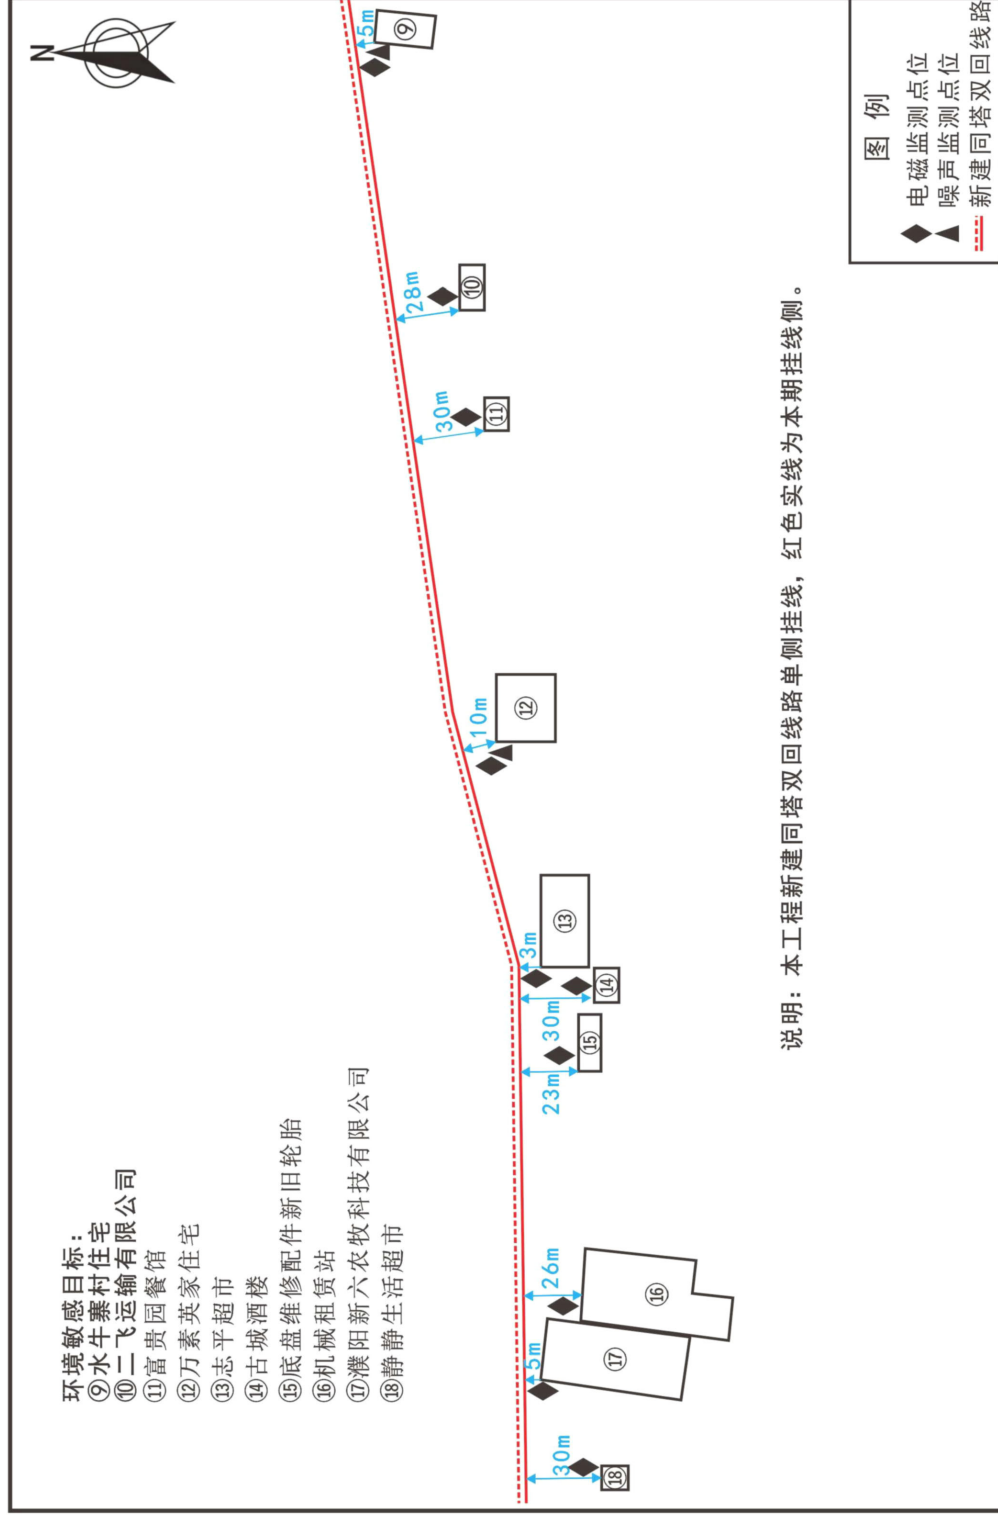 N
环境敏感目标：
⑨水牛寨村住宅
⑩二飞运输有限公司
⑪富贵园餐馆
⑫万素英家住宅
⑬志平超市
⑭古城酒楼
⑮底盘维修配件新旧轮胎
⑯机械租赁站
⑰濮阳新六农牧科技有限公司
⑱静静生活超市
30m
⑱
5m
⑰
26m
⑯
23m
⑮
30m
⑭
3m
⑬
10m
⑫
30m
⑪
28m
⑩
5m
⑨
说明：本工程新建同塔双回线路单侧挂线，红色实线为本期挂线侧。
图 例
电磁监测点位
噪声监测点位
新建同塔双回线路